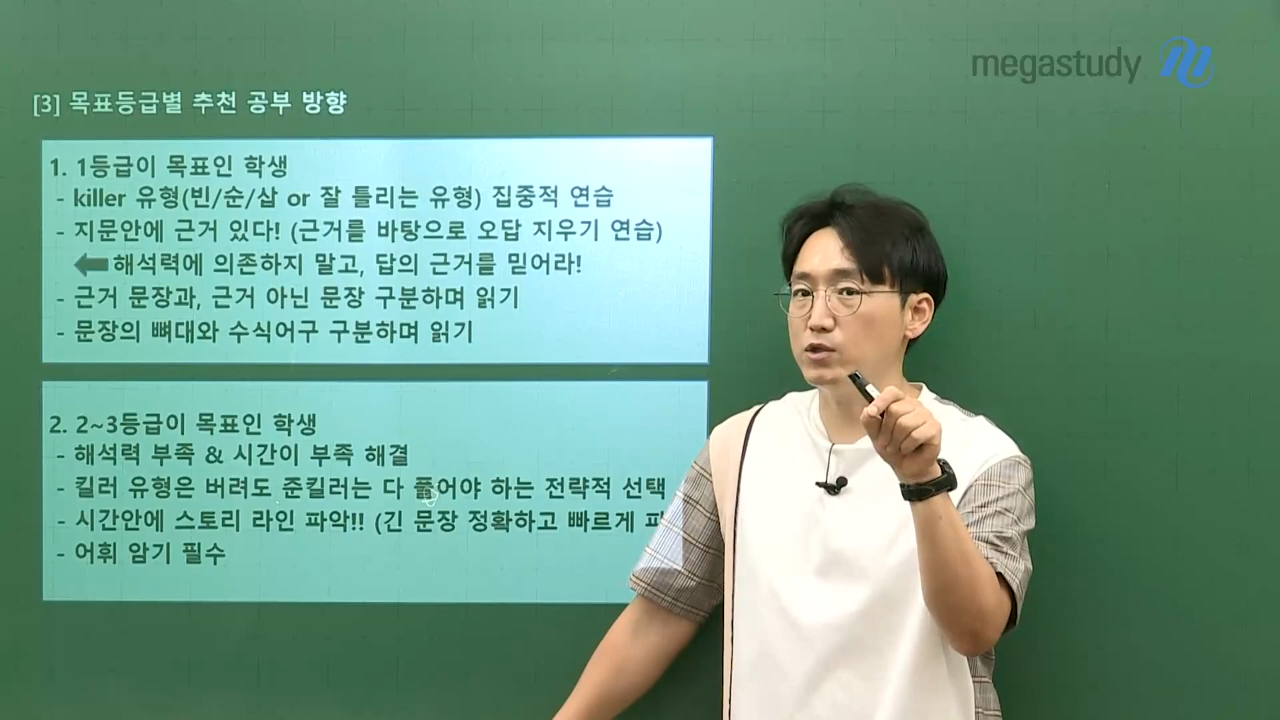 megastudy
[3] 목표등급별 추천 공부 방향
1. 1등급이 목표인 학생
- killer 유형(빈/순/삽 or 잘 틀리는 유형) 집중적 연습
- 지문안에 근거 있다! (근거를 바탕으로 오답 지우기 연습)
해석력에 의존하지 말고, 답의 근거를 믿어라!
- 근거 문장과, 근거 아닌 문장 구분하며 읽기
- 문장의 뼈대와 수식어구 구분하며 읽기
2. 2~3등급이 목표인 학생
- 해석력 부족 & 시간이 부족 해결
- 킬러 유형은 버려도 준킬러는 다 풀어야 하는 전략적 선택
- 시간안에 스토리 라인 파악!! (긴 문장 정확하고 빠르게
- 어휘 암기 필수